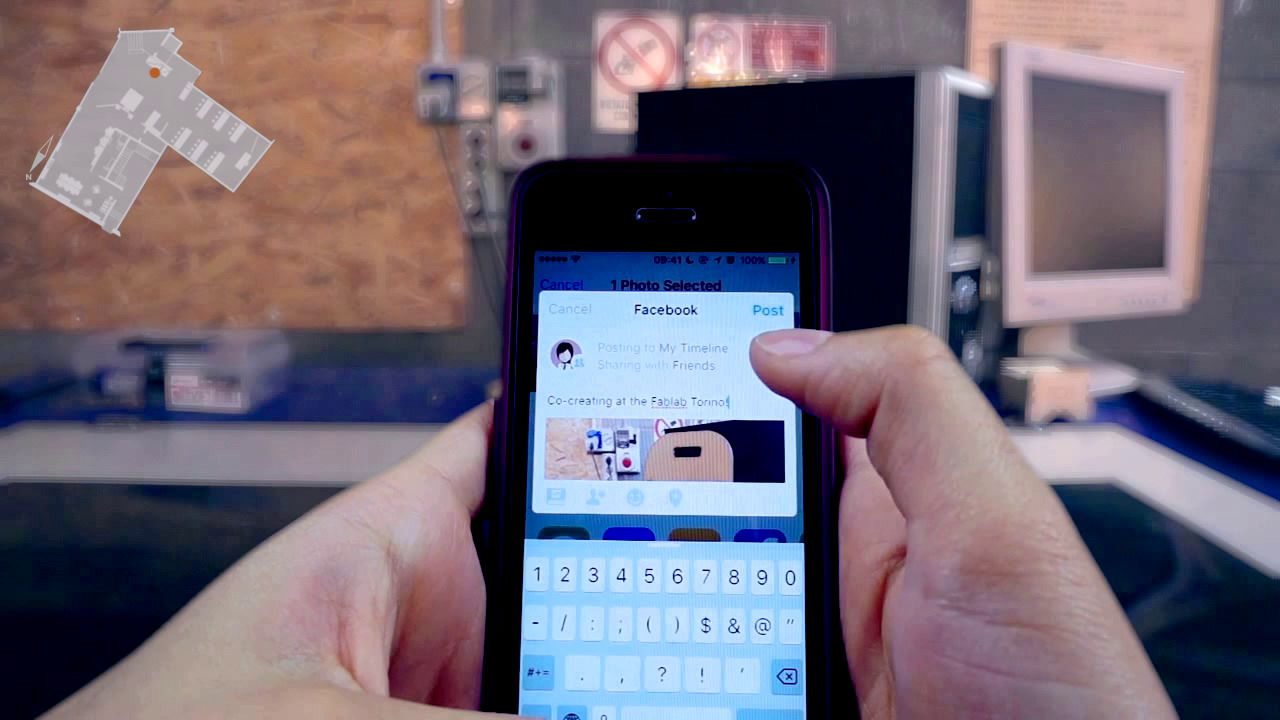 N
09:41 100%
Cancel 1 Photo Selected
Cancel Facebook Post
Posting to My Timeline
Sharing with Friends
Co-creating at the Fablab Torino!
1 2 3 4 5 6 7 8 9 0
- / : ; ( ) $ & @ "
#+= . , ? ! '